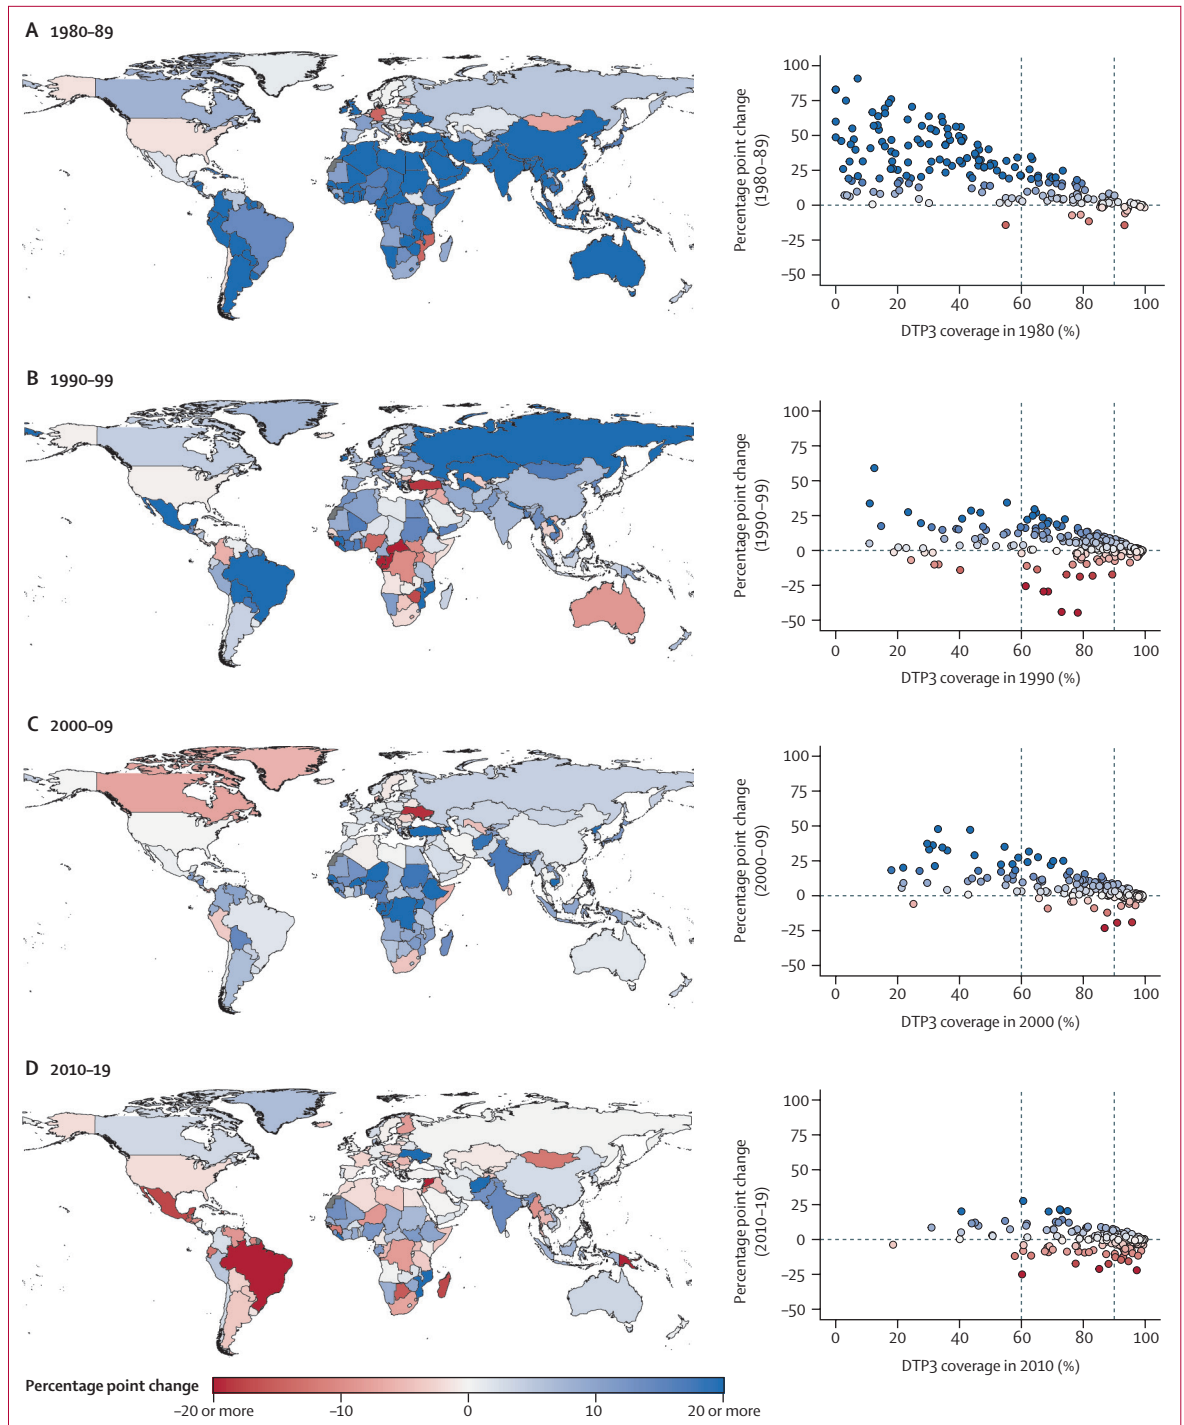 A 1980–89
100
75
50
25
0
–25
–50
Percentage point change
(1980–89)
0 20 40 60 80 100
DTP3 coverage in 1980 (%)
B 1990–99
100
75
50
25
0
–25
–50
Percentage point change
(1990–99)
0 20 40 60 80 100
DTP3 coverage in 1990 (%)
C 2000–09
100
75
50
25
0
–25
–50
Percentage point change
(2000–09)
0 20 40 60 80 100
DTP3 coverage in 2000 (%)
D 2010–19
100
75
50
25
0
–25
–50
Percentage point change
(2010–19)
0 20 40 60 80 100
DTP3 coverage in 2010 (%)
Percentage point change
–20 or more –10 0 10 20 or more